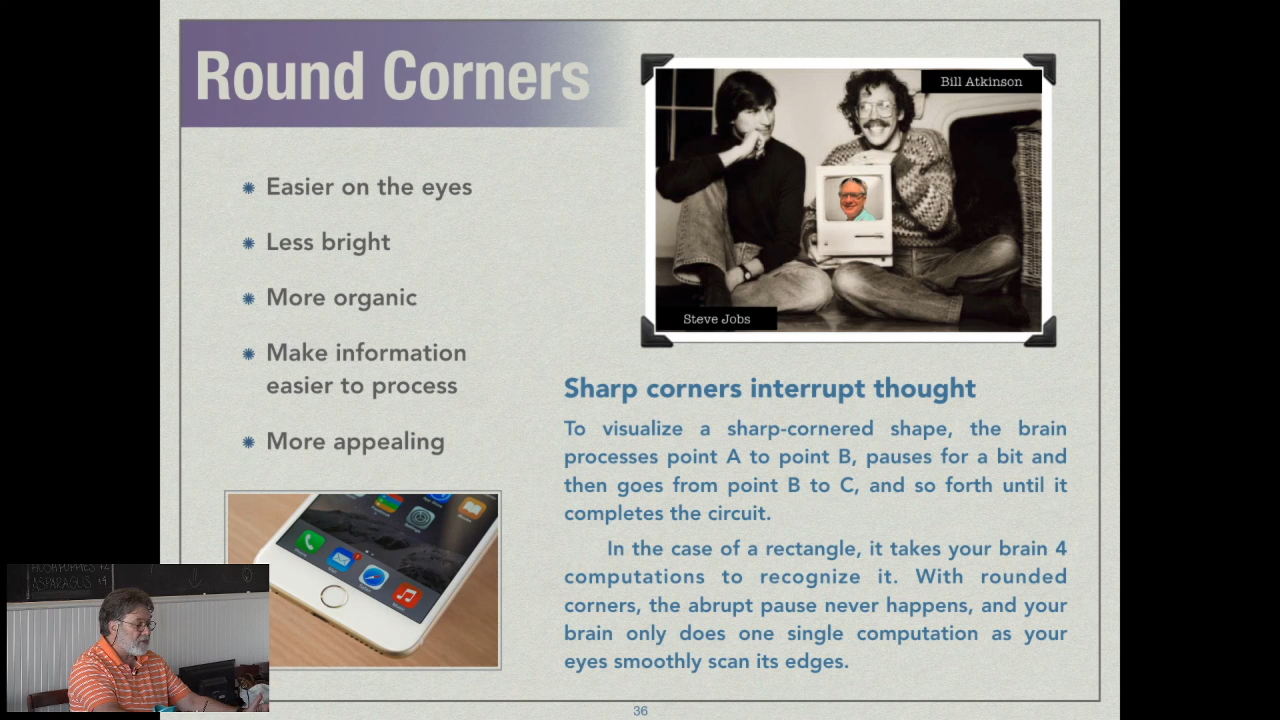 Round Corners
Bill Atkinson
Steve Jobs
Easier on the eyes
Less bright
More organic
Make information
easier to process
More appealing
Sharp corners interrupt thought
To visualize a sharp-cornered shape, the brain
processes point A to point B, pauses for a bit and
then goes from point B to C, and so forth until it
completes the circuit.
In the case of a rectangle, it takes your brain 4
computations to recognize it. With rounded
corners, the abrupt pause never happens, and your
brain only does one single computation as your
eyes smoothly scan its edges.
ASPARAGUS
36